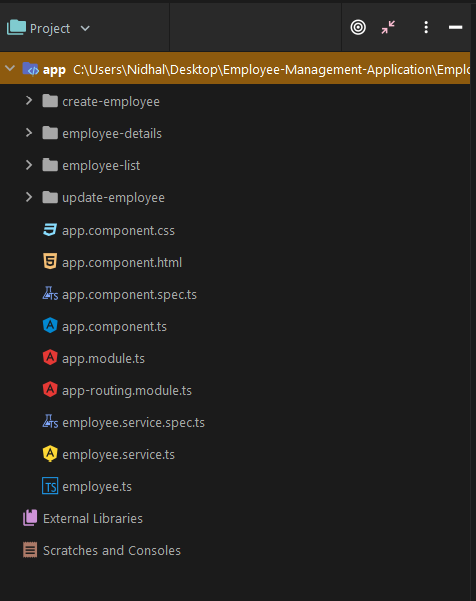 Project
app C:\Users\Nidhal\Desktop\Employee-Management-Application\Emplo
create-employee
employee-details
employee-list
update-employee
app.component.css
app.component.html
app.component.spec.ts
app.component.ts
app.module.ts
app-routing.module.ts
employee.service.spec.ts
employee.service.ts
TS employee.ts
External Libraries
Scratches and Consoles